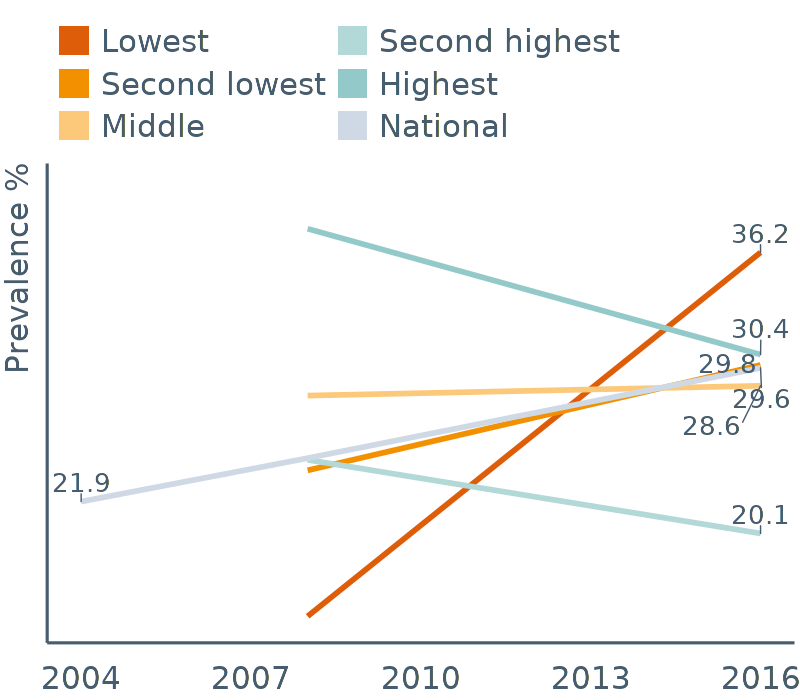 Lowest
Second highest
Second lowest
Highest
Middle
National
Prevalence %
36.2
30.4
29.8
29.6
28.6
21.9
20.1
2004 2007 2010 2013 2016